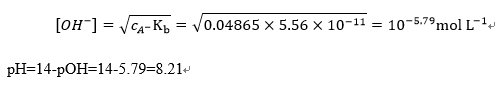 [OH⁻] = √(c_A⁻ K_b) = √(0.04865 × 5.56 × 10⁻¹¹) = 10⁻⁵·⁷⁹ mol L⁻¹↵
pH=14-pOH=14-5.79=8.21↵